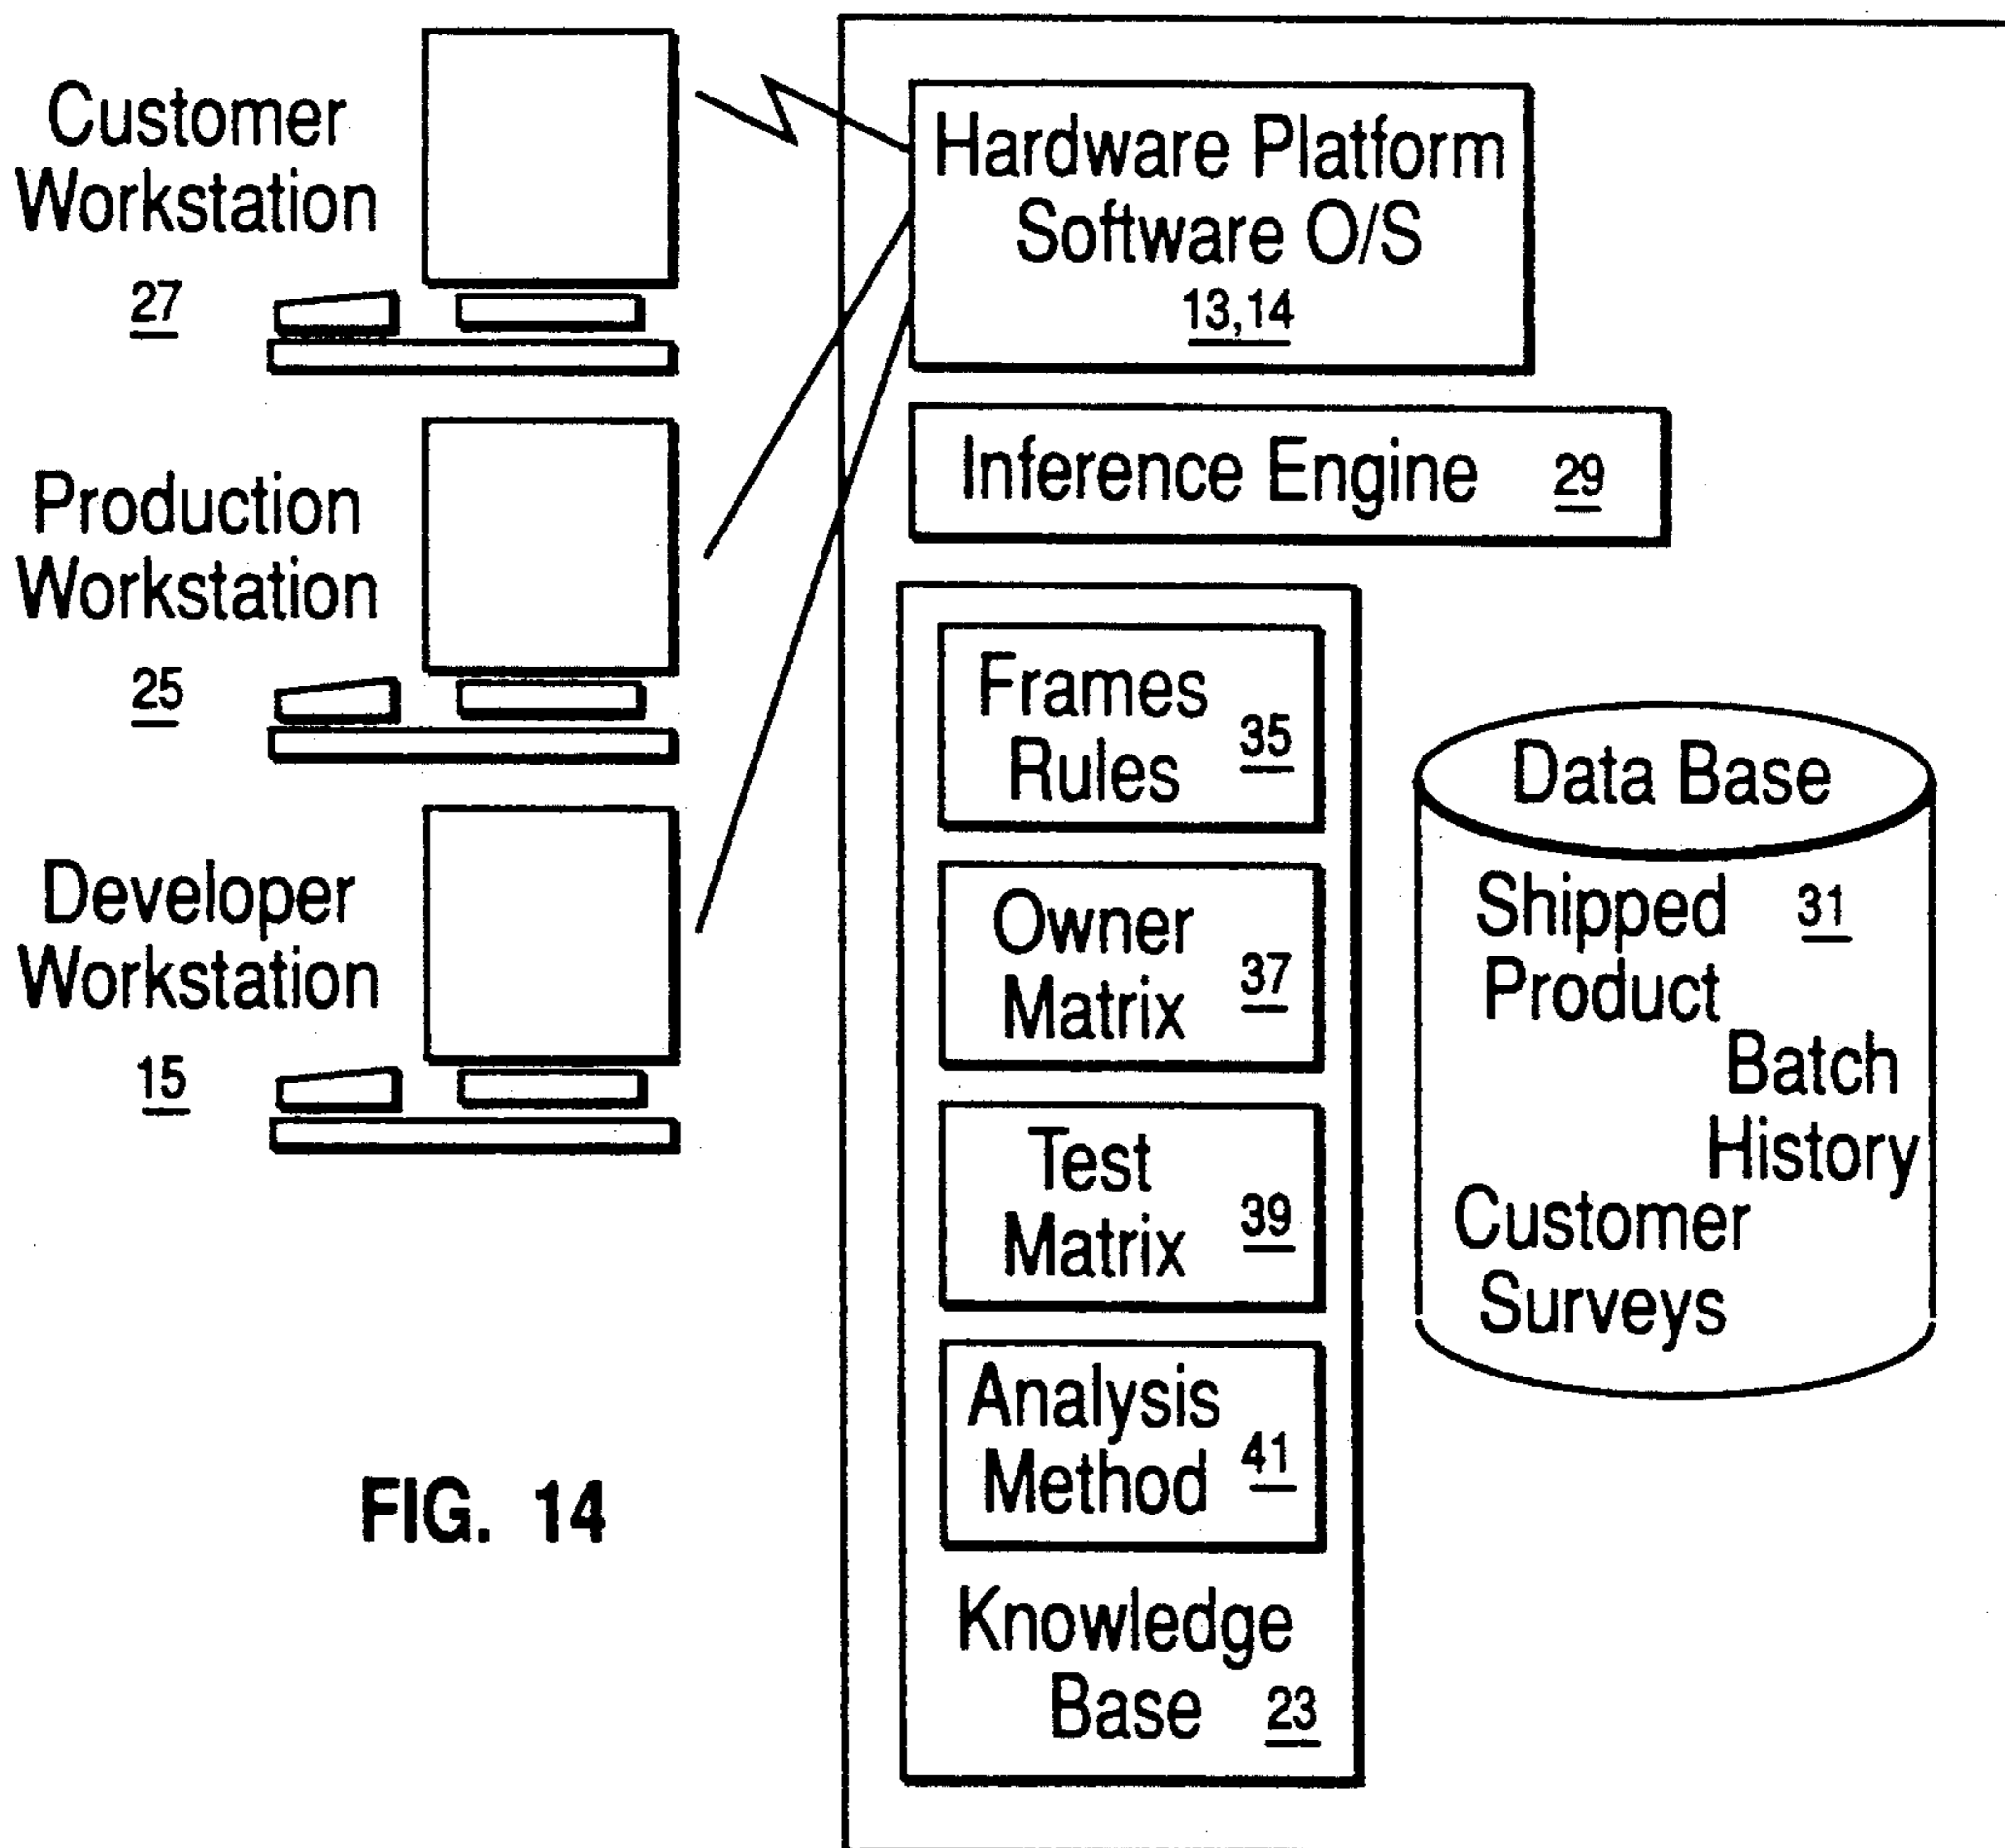 Customer
Workstation
27
Production
Workstation
25
Developer
Workstation
15
FIG. 14
Hardware Platform
Software O/S
13,14
Inference Engine 29
Frames
Rules 35
Owner
Matrix 37
Test
Matrix 39
Analysis
Method 41
Knowledge
Base 23
Data Base
Shipped 31
Product
Batch
History
Customer
Surveys